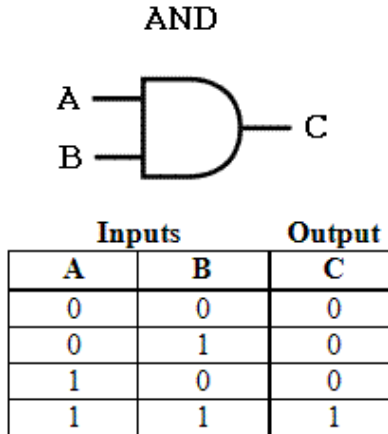 AND
A
C
B
Inputs Output
A B C
0 0 0
0 1 0
1 0 0
1 1 1